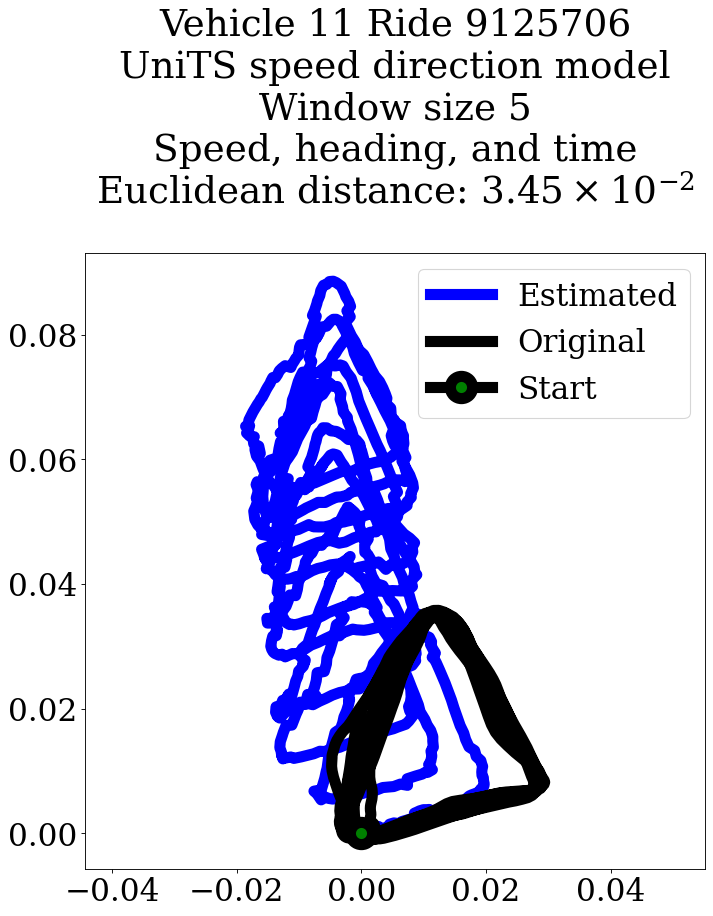 Vehicle 11 Ride 9125706
UniTS speed direction model
Window size 5
Speed, heading, and time
Euclidean distance: 3.45 × 10⁻²
Estimated
Original
Start
0.08
0.06
0.04
0.02
0.00
−0.04 −0.02 0.00 0.02 0.04